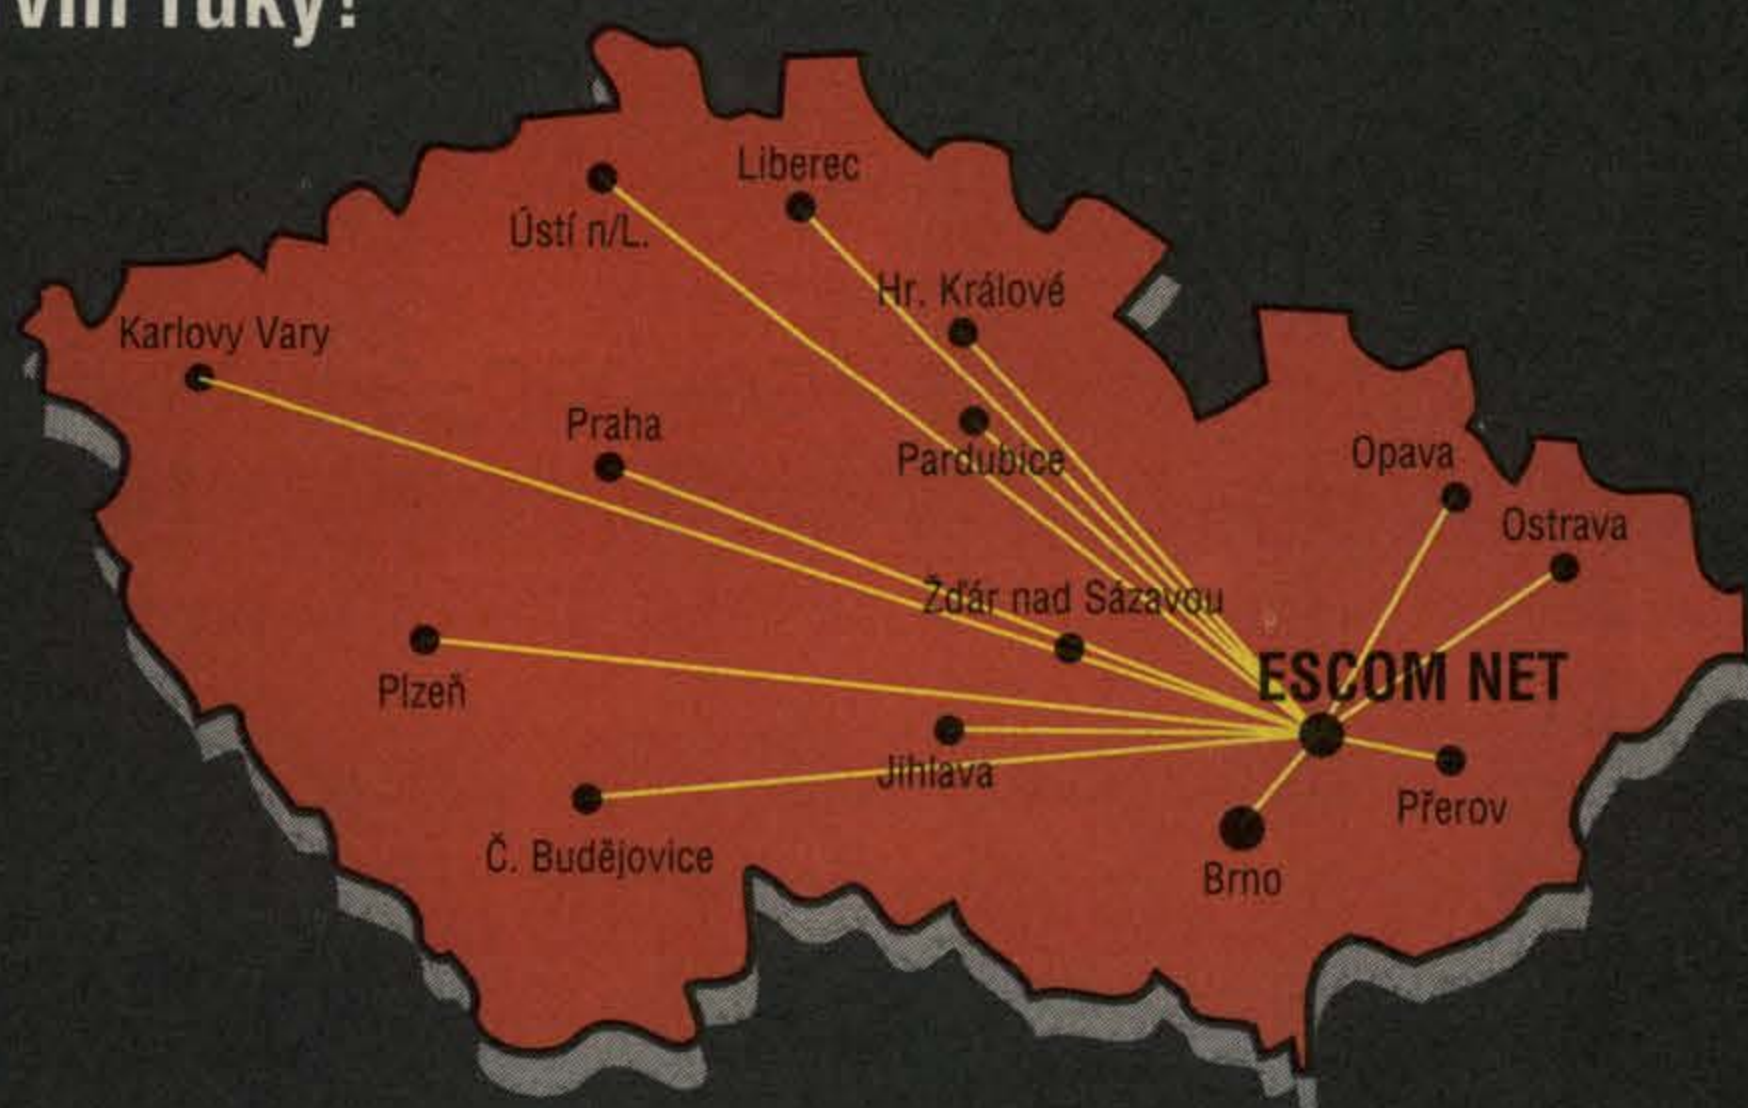 ruky!
Liberec
Ústí n/L.
Hr. Králové
Karlovy Vary
Praha
Pardubice
Opava
Ostrava
Žďár nad Sázavou
ESCOM NET
Plzeň
Jihlava
Přerov
Č. Budějovice
Brno